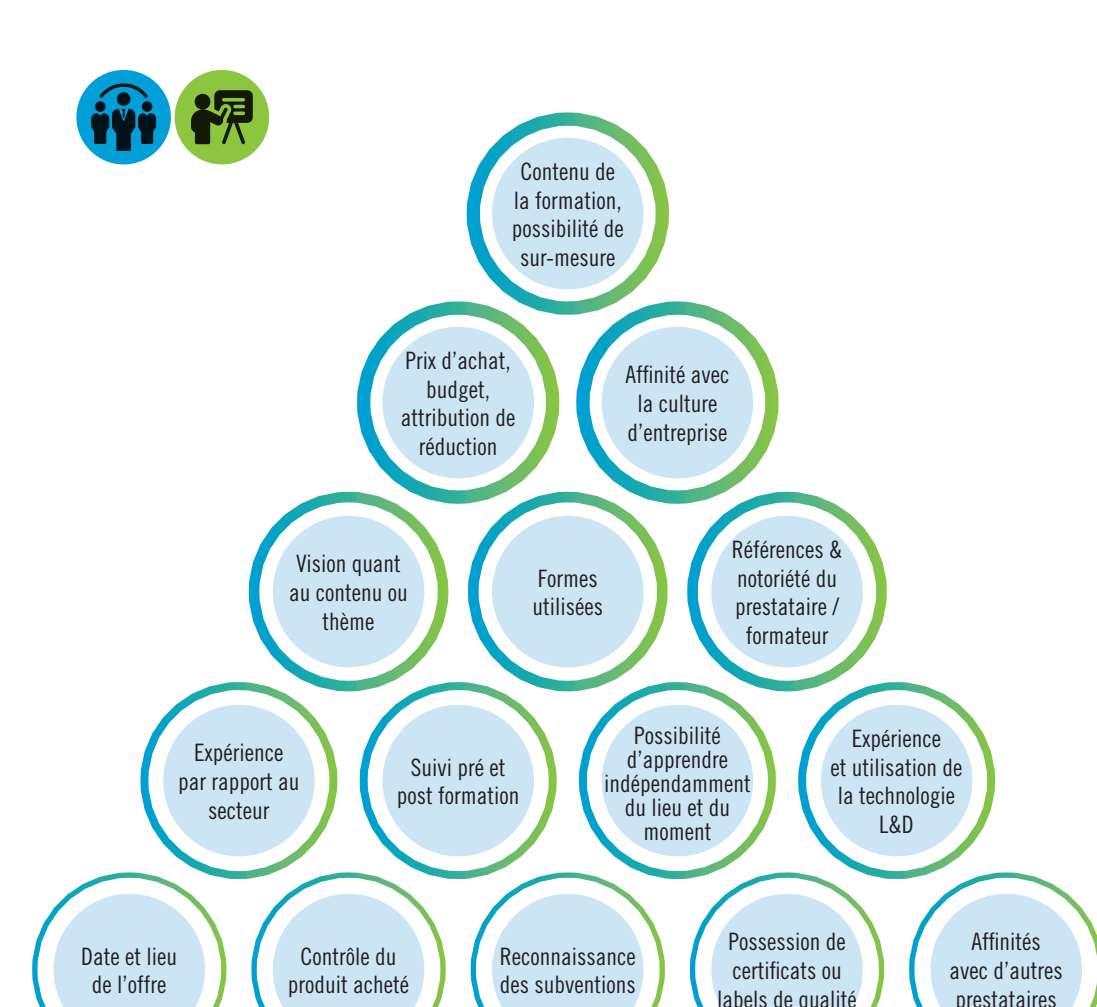 Contenu de
la formation,
possibilité de
sur-mesure
Prix d'achat,
budget,
attribution de
réduction
Affinité avec
la culture
d'entreprise
Vision quant
au contenu ou
thème
Formes
utilisées
Références &
notoriété du
prestataire /
formateur
Expérience
par rapport au
secteur
Suivi pré et
post formation
Possibilité
d'apprendre
indépendamment
du lieu et du
moment
Expérience
et utilisation de
la technologie
L&D
Date et lieu
de l'offre
Contrôle du
produit acheté
Reconnaissance
des subventions
Possession de
certificats ou
labels de qualité
Affinités
avec d'autres
prestataires